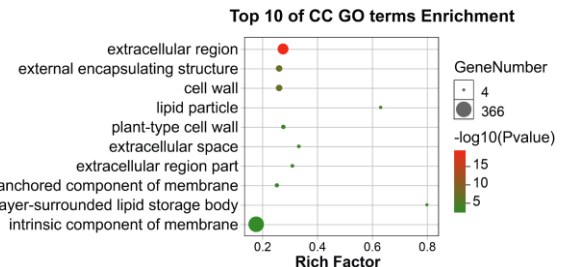 Top 10 of CC GO terms Enrichment
extracellular region
external encapsulating structure
cell wall
lipid particle
plant-type cell wall
extracellular space
extracellular region part
anchored component of membrane
ayer-surrounded lipid storage body
intrinsic component of membrane
0.2 0.4 0.6 0.8
Rich Factor
GeneNumber
4
366
-log10(Pvalue)
15
10
5